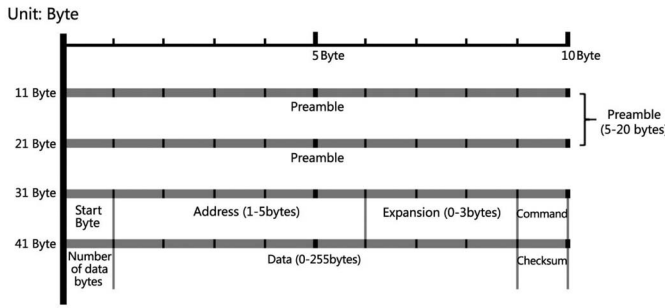 Unit: Byte
5 Byte
10 Byte
11 Byte
Preamble
Preamble
(5-20 bytes)
21 Byte
Preamble
31 Byte
Start
Byte
Address (1-5bytes)
Expansion (0-3bytes)
Command
41 Byte
Number
of data
bytes
Data (0-255bytes)
Checksum